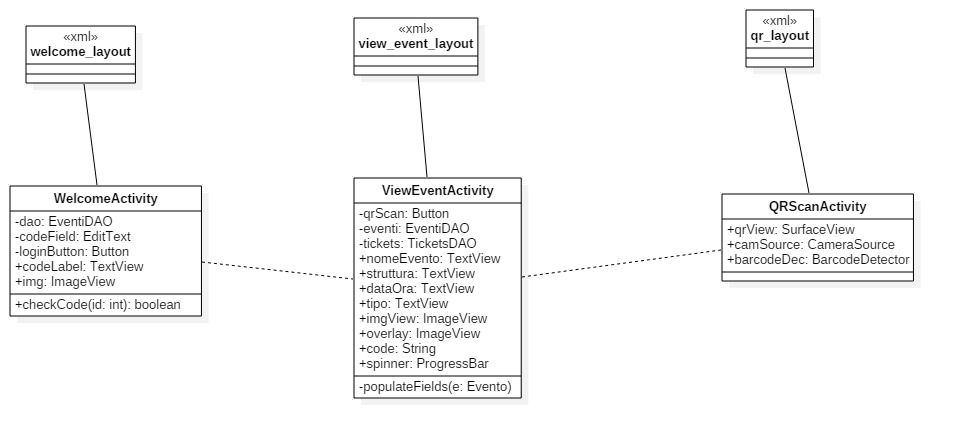 «xml»
welcome_layout
«xml»
view_event_layout
«xml»
qr_layout
WelcomeActivity
-dao: EventiDAO
-codeField: EditText
-loginButton: Button
+codeLabel: TextView
+img: ImageView
+checkCode(id: int): boolean
ViewEventActivity
-qrScan: Button
-eventi: EventiDAO
-tickets: TicketsDAO
+nomeEvento: TextView
+struttura: TextView
+dataOra: TextView
+tipo: TextView
+imgView: ImageView
+overlay: ImageView
+code: String
+spinner: ProgressBar
-populateFields(e: Evento)
QRScanActivity
+qrView: SurfaceView
+camSource: CameraSource
+barcodeDec: BarcodeDetector